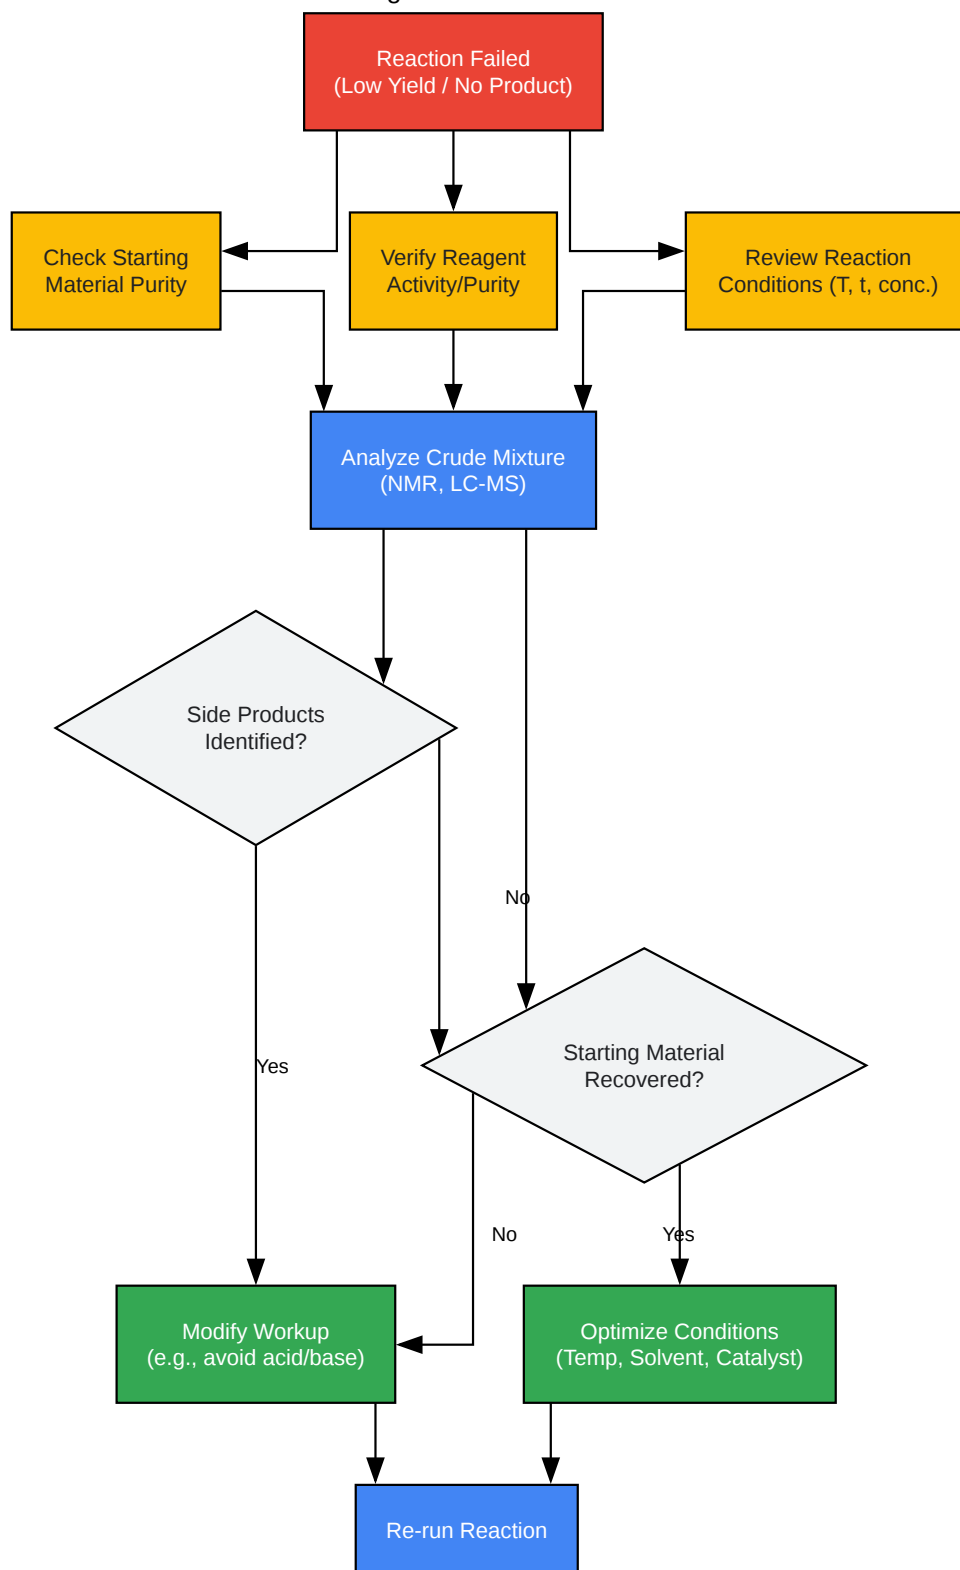 Reaction Failed
(Low Yield / No Product)
Check Starting
Material Purity
Verify Reagent
Activity/Purity
Review Reaction
Conditions (T, t, conc.)
Analyze Crude Mixture
(NMR, LC-MS)
Side Products
Identified?
No
Yes
Starting Material
Recovered?
No
Yes
Modify Workup
(e.g., avoid acid/base)
Optimize Conditions
(Temp, Solvent, Catalyst)
Re-run Reaction